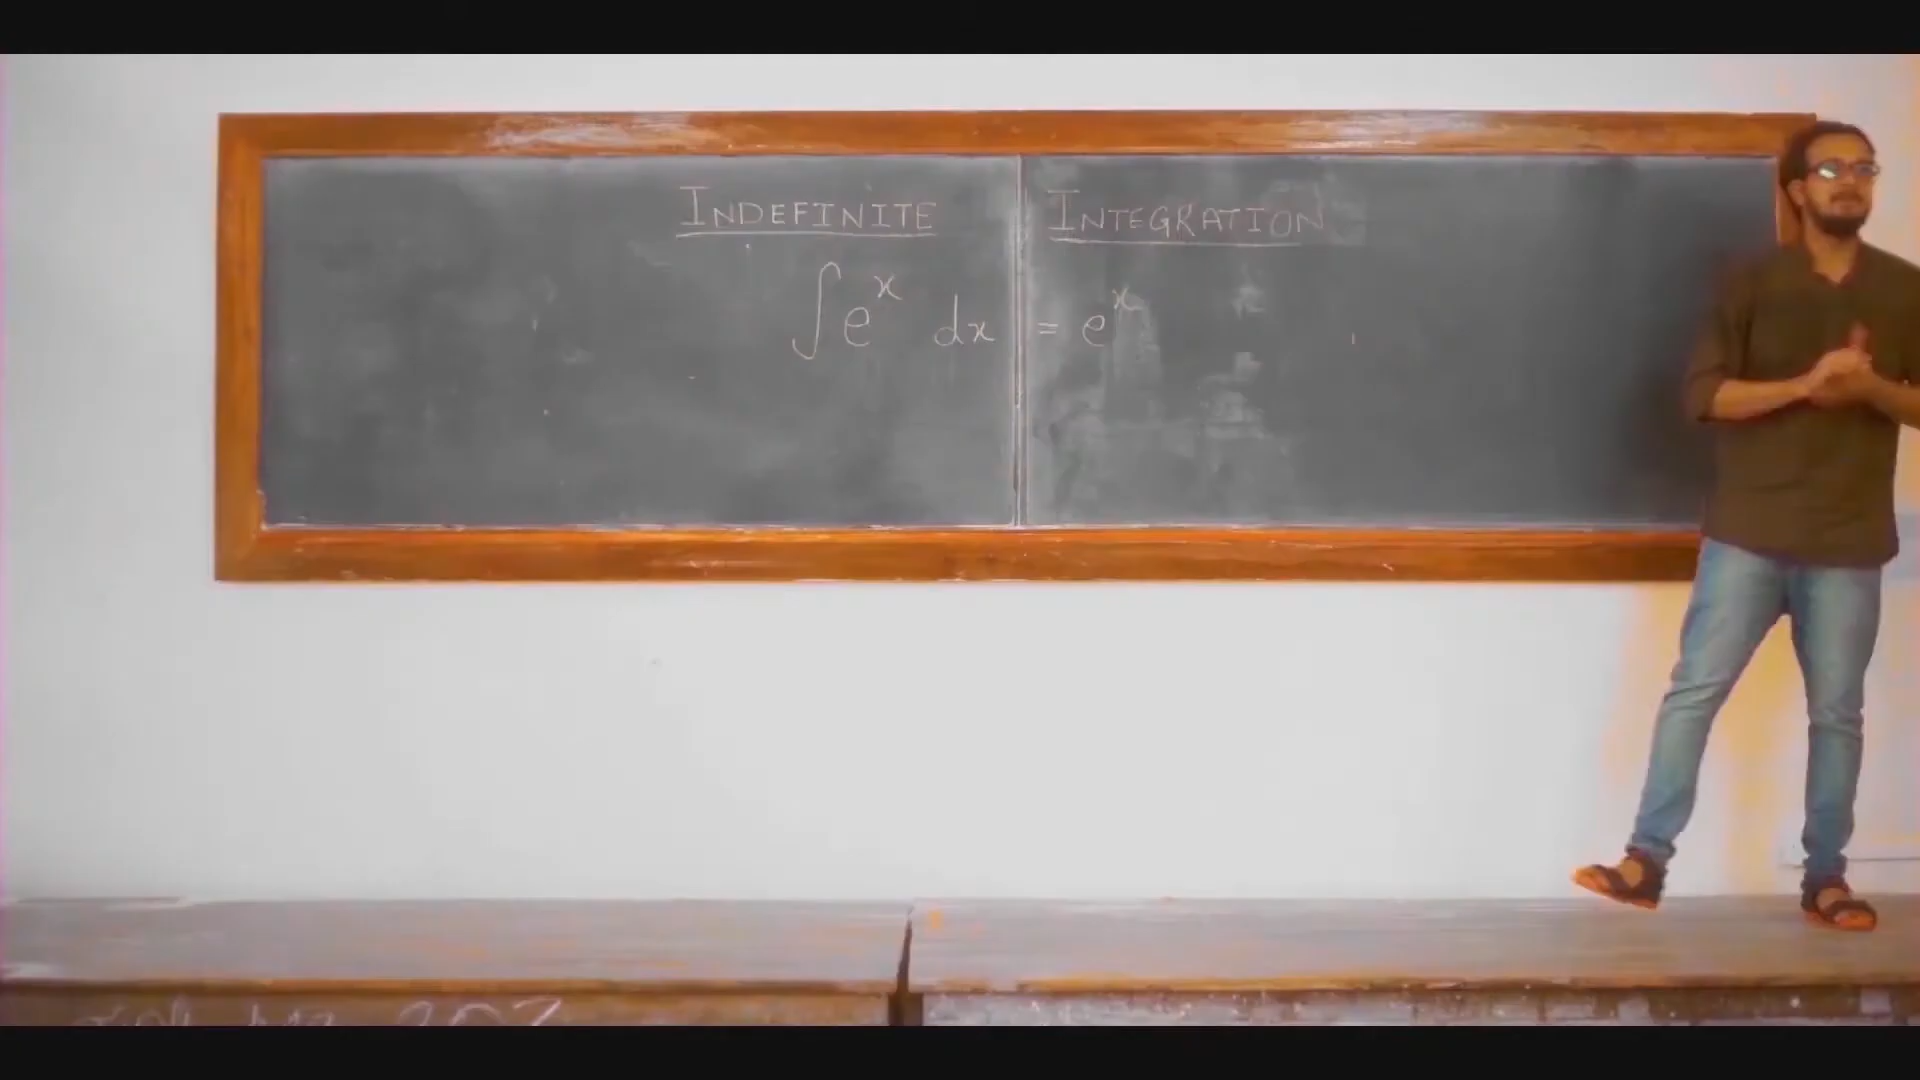 INDEFINITE INTEGRATION
∫e^x dx = e^x